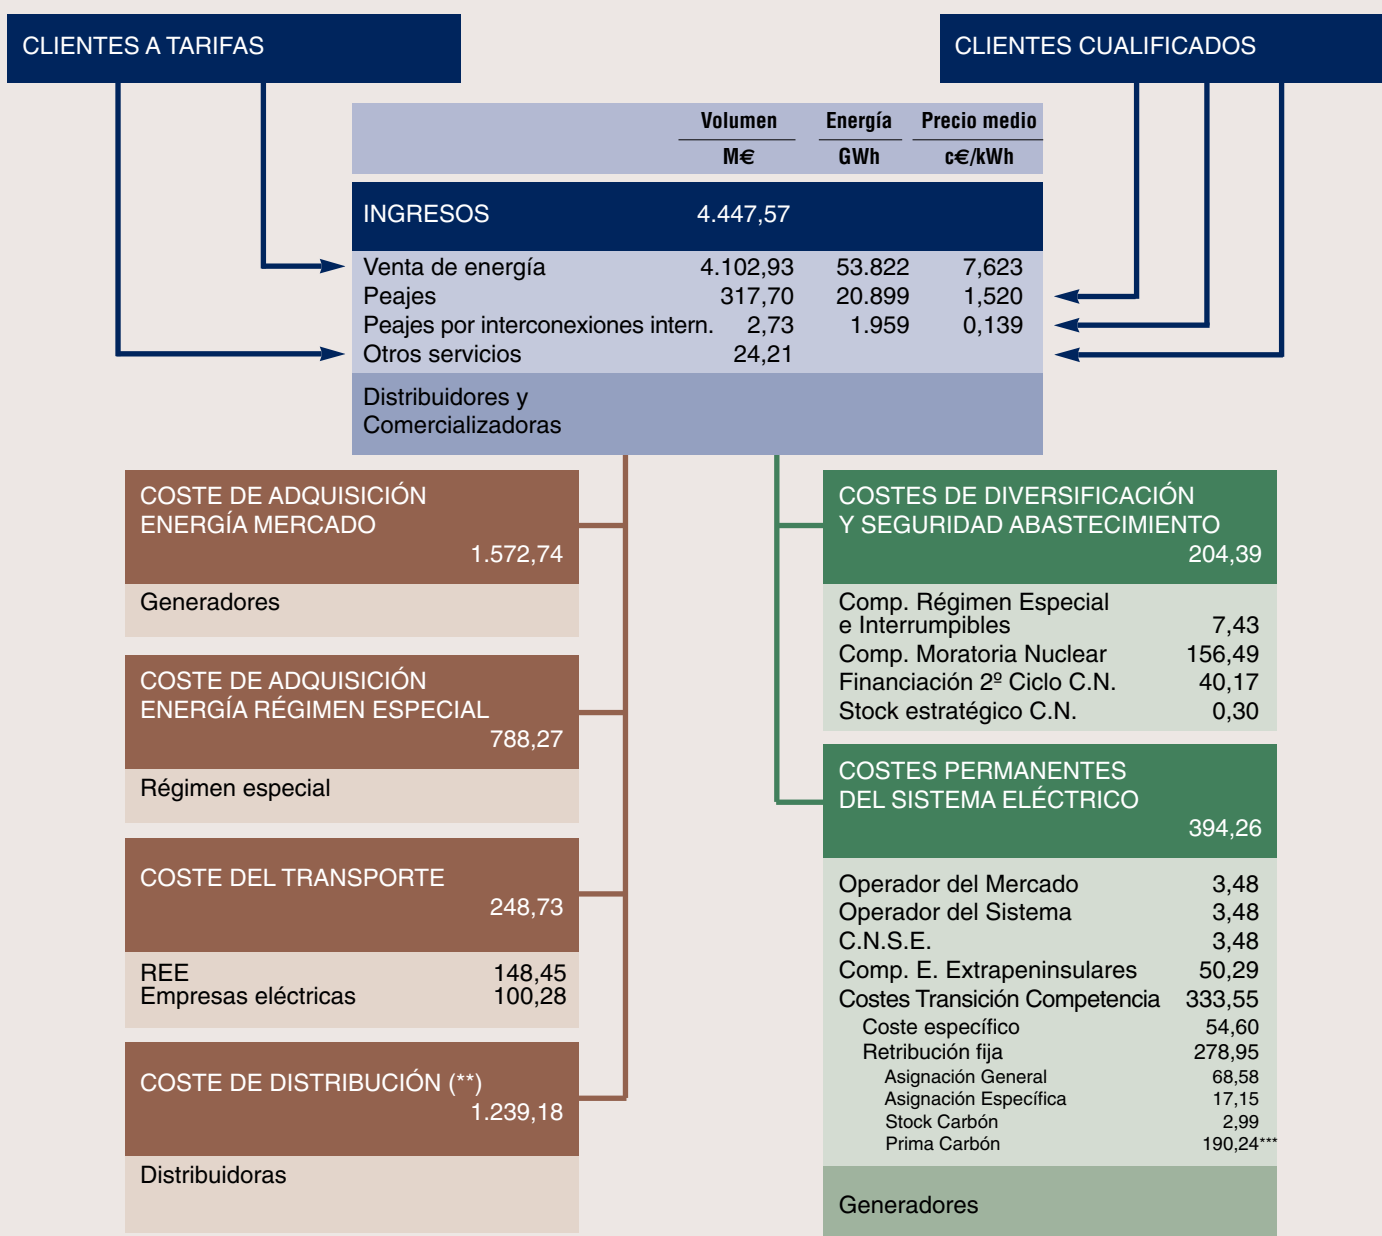 CLIENTES A TARIFAS
CLIENTES CUALIFICADOS
Volumen Energía Precio medio
M€ GWh c€/kWh
INGRESOS 4.447,57
Venta de energía 4.102,93 53.822 7,623
Peajes 317,70 20.899 1,520
Peajes por interconexiones intern. 2,73 1.959 0,139
Otros servicios 24,21
Distribuidores y
Comercializadoras
COSTE DE ADQUISICIÓN
ENERGÍA MERCADO
1.572,74
Generadores
COSTE DE ADQUISICIÓN
ENERGÍA RÉGIMEN ESPECIAL
788,27
Régimen especial
COSTE DEL TRANSPORTE
248,73
REE 148,45
Empresas eléctricas 100,28
COSTE DE DISTRIBUCIÓN (**)
1.239,18
Distribuidoras
COSTES DE DIVERSIFICACIÓN
Y SEGURIDAD ABASTECIMIENTO
204,39
Comp. Régimen Especial
e Interrumpibles 7,43
Comp. Moratoria Nuclear 156,49
Financiación 2º Ciclo C.N. 40,17
Stock estratégico C.N. 0,30
COSTES PERMANENTES
DEL SISTEMA ELÉCTRICO
394,26
Operador del Mercado 3,48
Operador del Sistema 3,48
C.N.S.E. 3,48
Comp. E. Extrapeninsulares 50,29
Costes Transición Competencia 333,55
Coste específico 54,60
Retribución fija 278,95
Asignación General 68,58
Asignación Específica 17,15
Stock Carbón 2,99
Prima Carbón 190,24***
Generadores